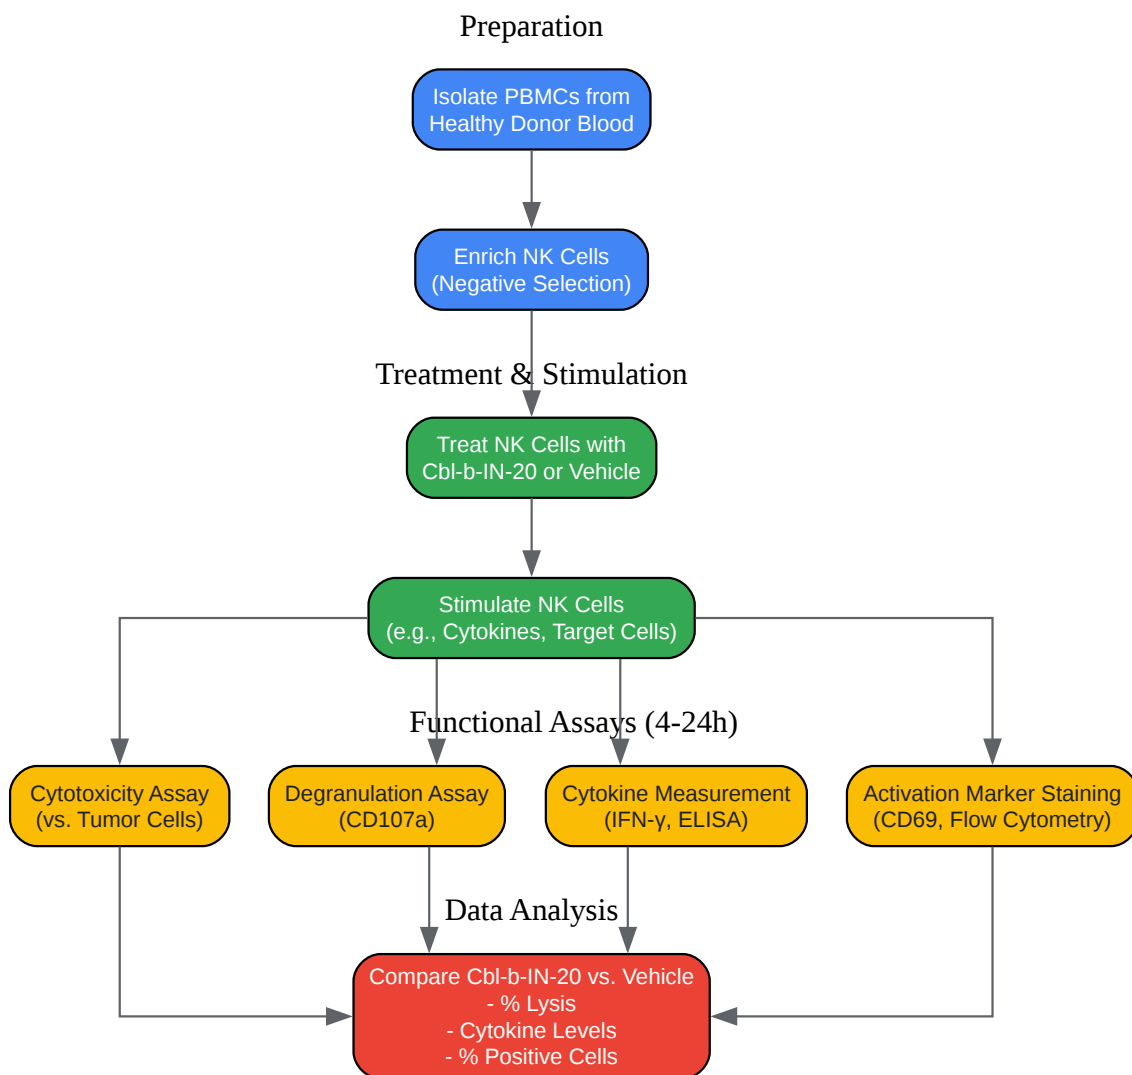 Preparation
Isolate PBMCs from
Healthy Donor Blood
Enrich NK Cells
(Negative Selection)
Treatment & Stimulation
Treat NK Cells with
Cbl-b-IN-20 or Vehicle
Stimulate NK Cells
(e.g., Cytokines, Target Cells)
Functional Assays (4-24h)
Cytotoxicity Assay
(vs. Tumor Cells)
Degranulation Assay
(CD107a)
Cytokine Measurement
(IFN-γ, ELISA)
Activation Marker Staining
(CD69, Flow Cytometry)
Data Analysis
Compare Cbl-b-IN-20 vs. Vehicle
- % Lysis
- Cytokine Levels
- % Positive Cells